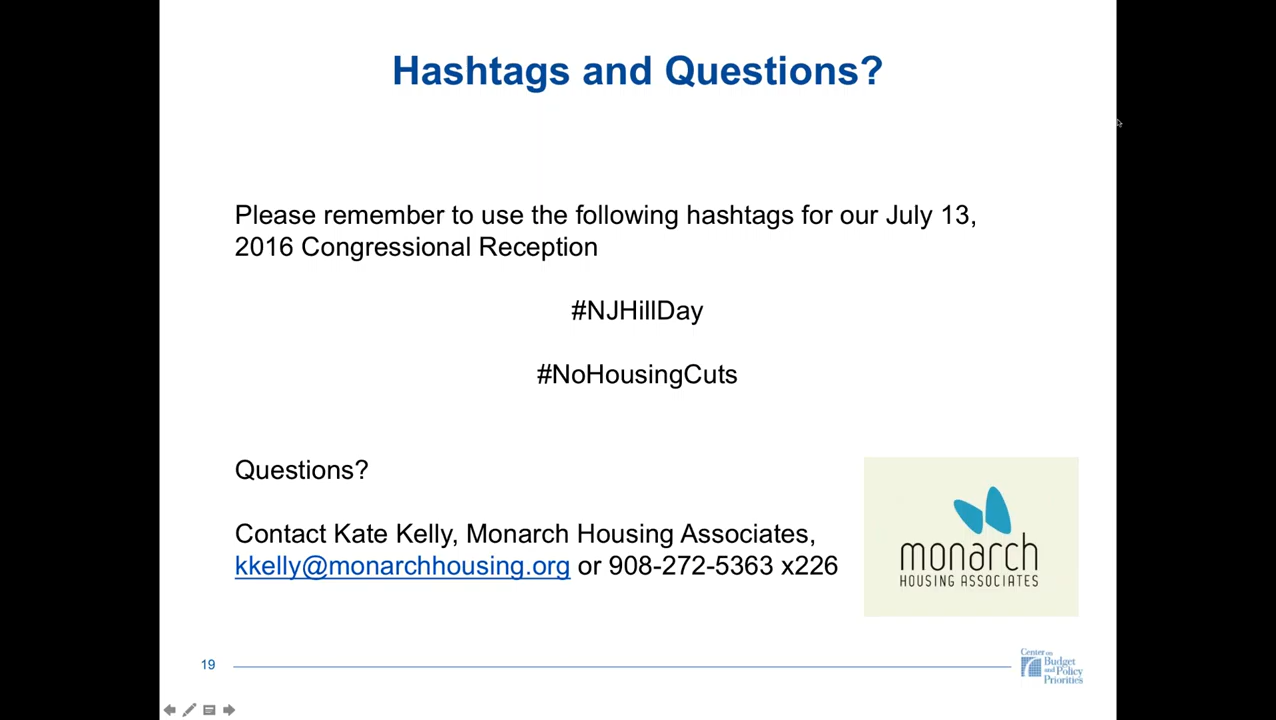 Hashtags and Questions?
Please remember to use the following hashtags for our July 13,
2016 Congressional Reception
#NJHillDay
#NoHousingCuts
Questions?
Contact Kate Kelly, Monarch Housing Associates,
kkelly@monarchhousing.org or 908-272-5363 x226
monarch
HOUSING ASSOCIATES
19
Center on
Budget
and Policy
Priorities